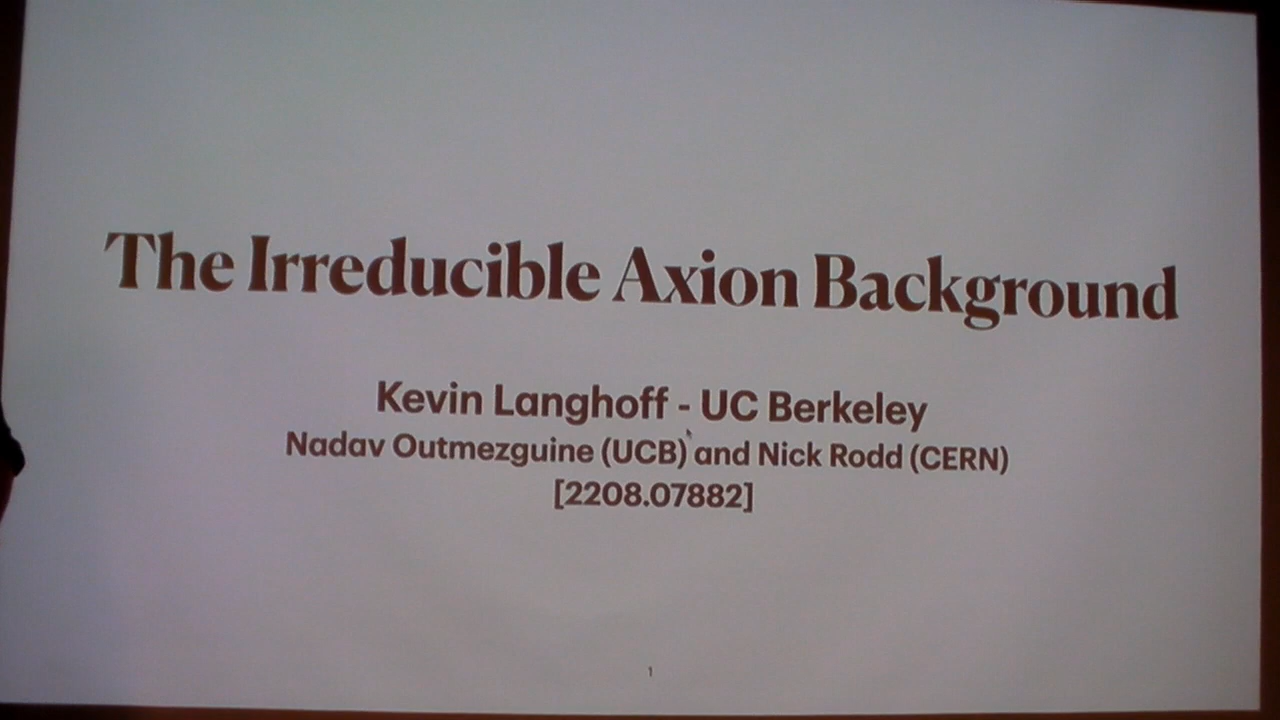 The Irreducible Axion Background
Kevin Langhoff - UC Berkeley
Nadav Outmezguine (UCB) and Nick Rodd (CERN)
[2208.07882]
1